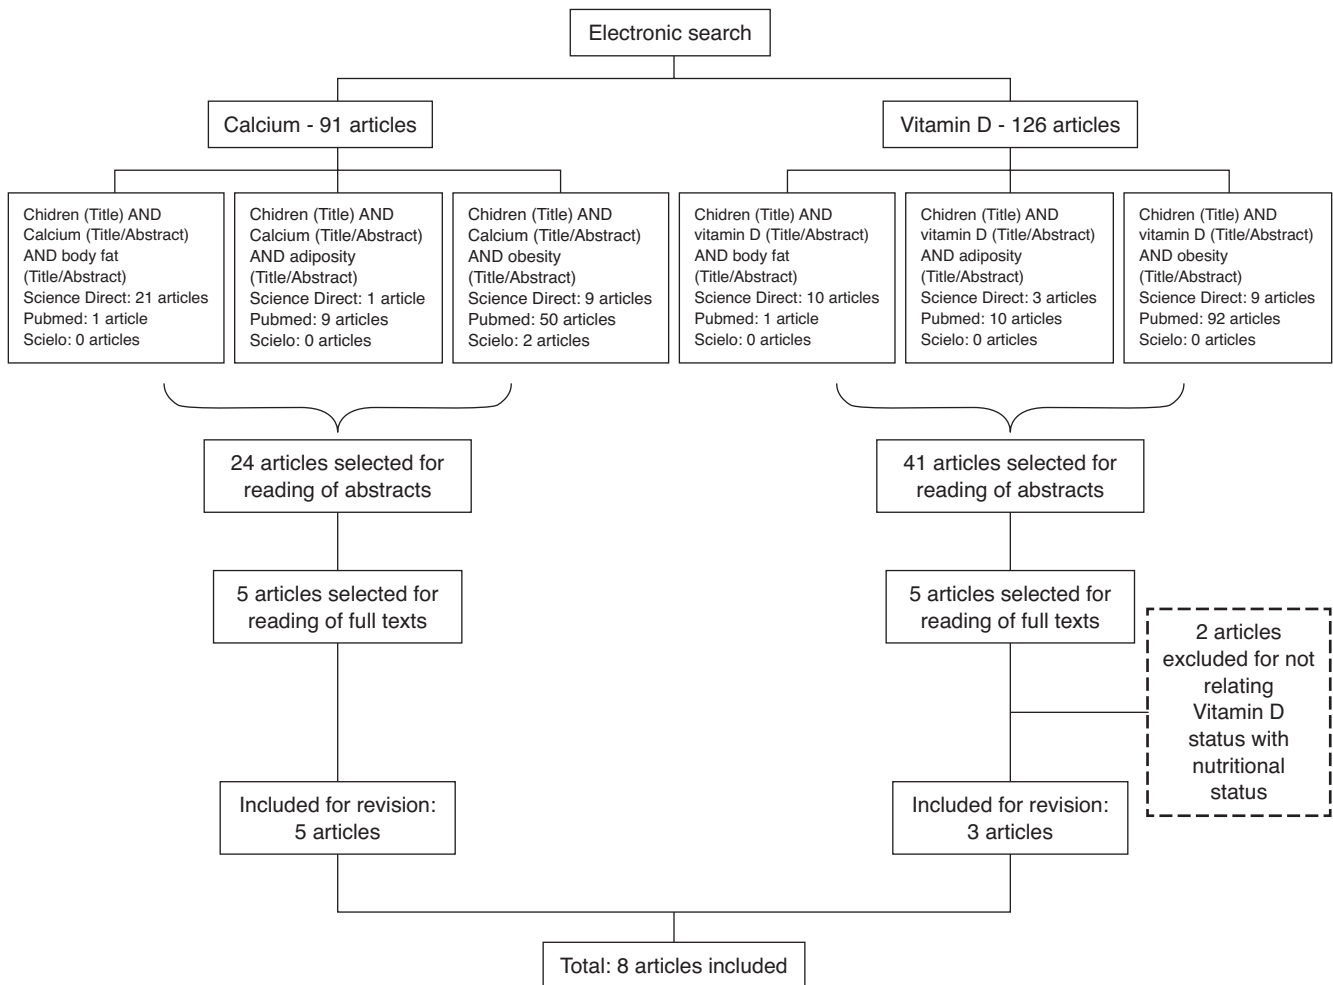 Electronic search
Calcium - 91 articles
Vitamin D - 126 articles
Chidren (Title) AND
Calcium (Title/Abstract)
AND body fat
(Title/Abstract)
Science Direct: 21 articles
Pubmed: 1 article
Scielo: 0 articles
Chidren (Title) AND
Calcium (Title/Abstract)
AND adiposity
(Title/Abstract)
Science Direct: 1 article
Pubmed: 9 articles
Scielo: 0 articles
Chidren (Title) AND
Calcium (Title/Abstract)
AND obesity
(Title/Abstract)
Science Direct: 9 articles
Pubmed: 50 articles
Scielo: 2 articles
Chidren (Title) AND
vitamin D (Title/Abstract)
AND body fat
(Title/Abstract)
Science Direct: 10 articles
Pubmed: 1 article
Scielo: 0 articles
Chidren (Title) AND
vitamin D (Title/Abstract)
AND adiposity
(Title/Abstract)
Science Direct: 3 articles
Pubmed: 10 articles
Scielo: 0 articles
Chidren (Title) AND
vitamin D (Title/Abstract)
AND obesity
(Title/Abstract)
Science Direct: 9 articles
Pubmed: 92 articles
Scielo: 0 articles
24 articles selected for
reading of abstracts
41 articles selected for
reading of abstracts
5 articles selected for
reading of full texts
5 articles selected for
reading of full texts
2 articles
excluded for not
relating
Vitamin D
status with
nutritional
status
Included for revision:
5 articles
Included for revision:
3 articles
Total: 8 articles included